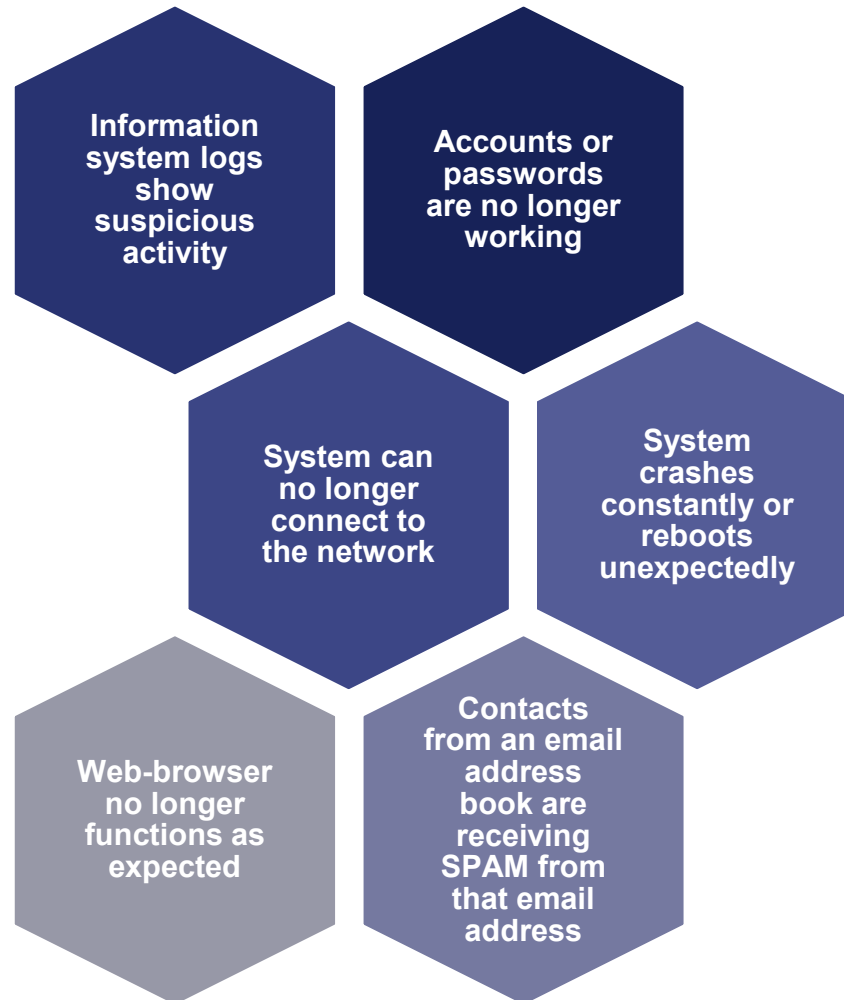 Information
system logs
show
suspicious
activity
Accounts or
passwords
are no longer
working
System can
no longer
connect to
the network
System
crashes
constantly or
reboots
unexpectedly
Web-browser
no longer
functions as
expected
Contacts
from an email
address
book are
receiving
SPAM from
that email
address